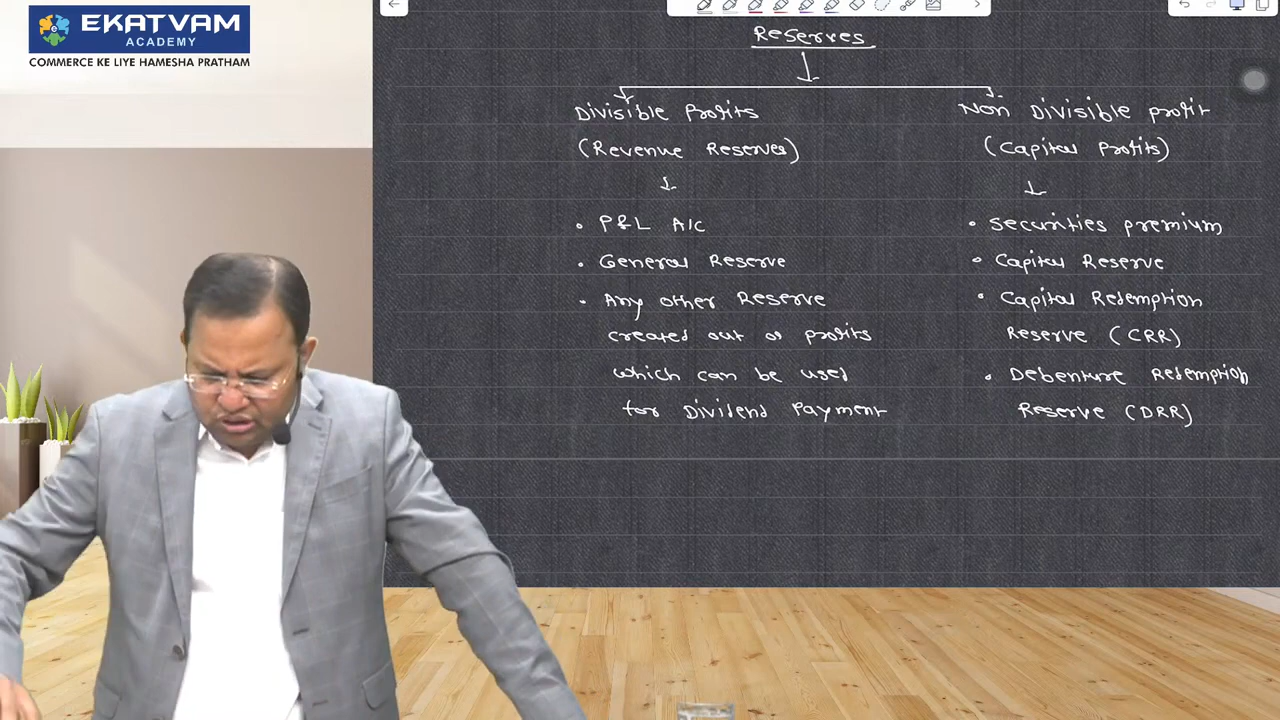 EKATVAM
ACADEMY
COMMERCE KE LIYE HAMESHA PRATHAM
Reserves
Divisible Profits
(Revenue Reserves)
• P&L A/c
• General Reserve
• Any other Reserve
created out of profits
which can be used
for Dividend Payment
Non Divisible profit
(Capital Profits)
• Securities premium
• Capital Reserve
• Capital Redemption
Reserve (CRR)
• Debenture Redemption
Reserve (DRR)